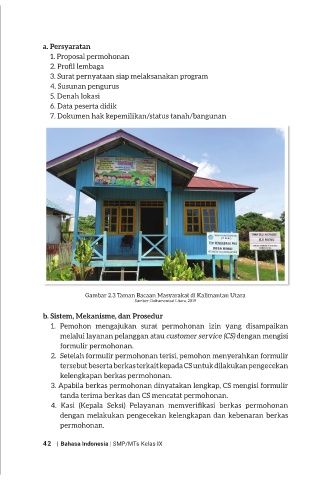 a. Persyaratan
1. Proposal permohonan
2. Profil lembaga
3. Surat pernyataan siap melaksanakan program
4. Susunan pengurus
5. Denah lokasi
6. Data peserta didik
7. Dokumen hak kepemilikan/status tanah/bangunan
Gambar 2.3 Taman Bacaan Masyarakat di Kalimantan Utara
b. Sistem, Mekanisme, dan Prosedur
1. Pemohon mengajukan surat permohonan izin yang disampaikan
melalui layanan pelanggan atau customer service (CS) dengan mengisi
formulir permohonan.
2. Setelah formulir permohonan terisi, pemohon menyerahkan formulir
tersebut beserta berkas terkait kepada CS untuk dilakukan pengecekan
kelengkapan berkas permohonan.
3. Apabila berkas permohonan dinyatakan lengkap, CS mengisi formulir
tanda terima berkas dan CS mencatat permohonan.
4. Kasi (Kepala Seksi) Pelayanan memverifikasi berkas permohonan
dengan melakukan pengecekan kelengkapan dan kebenaran berkas
permohonan.
42 | Bahasa Indonesia | SMP/MTs Kelas IX